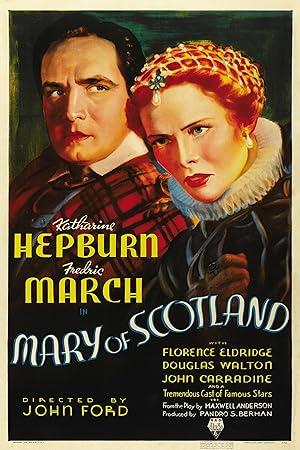 Katharine
HEPBURN
Fredric
MARCH
IN
MARY OF SCOTLAND
WITH
FLORENCE ELDRIDGE
DOUGLAS WALTON
JOHN CARRADINE
AND A
Tremendous Cast of Famous Stars
From the Play by MAXWELL ANDERSON
Produced by PANDRO S. BERMAN
DIRECTED BY
JOHN FORD